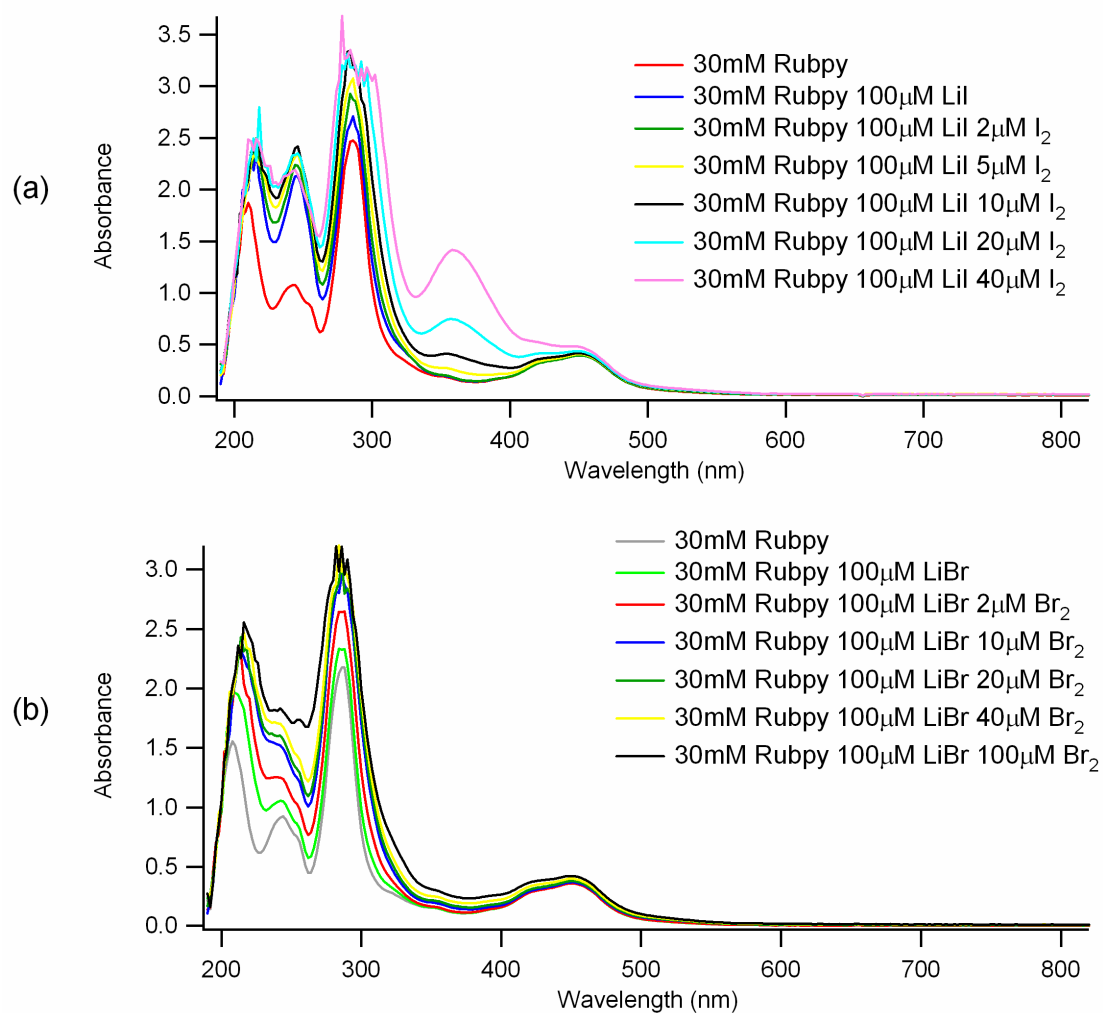 (a)
Absorbance
3.5
3.0
2.5
2.0
1.5
1.0
0.5
0.0
200 300 400 500 600 700 800
Wavelength (nm)
30mM Rubpy
30mM Rubpy 100μM LiI
30mM Rubpy 100μM LiI 2μM I₂
30mM Rubpy 100μM LiI 5μM I₂
30mM Rubpy 100μM LiI 10μM I₂
30mM Rubpy 100μM LiI 20μM I₂
30mM Rubpy 100μM LiI 40μM I₂
(b)
Absorbance
3.0
2.5
2.0
1.5
1.0
0.5
0.0
200 300 400 500 600 700 800
Wavelength (nm)
30mM Rubpy
30mM Rubpy 100μM LiBr
30mM Rubpy 100μM LiBr 2μM Br₂
30mM Rubpy 100μM LiBr 10μM Br₂
30mM Rubpy 100μM LiBr 20μM Br₂
30mM Rubpy 100μM LiBr 40μM Br₂
30mM Rubpy 100μM LiBr 100μM Br₂